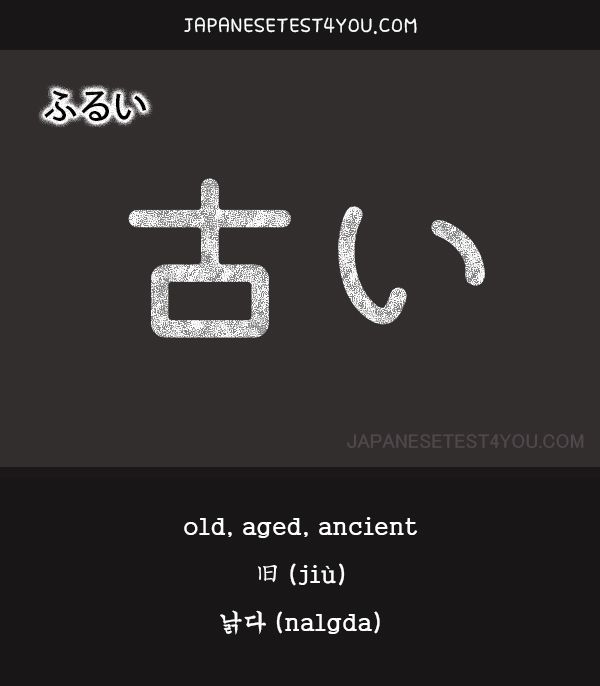 JAPANESETEST4YOU.COM
ふるい
古い
JAPANESETEST4YOU.COM
old, aged, ancient
旧 (jiù)
낡다 (nalgda)